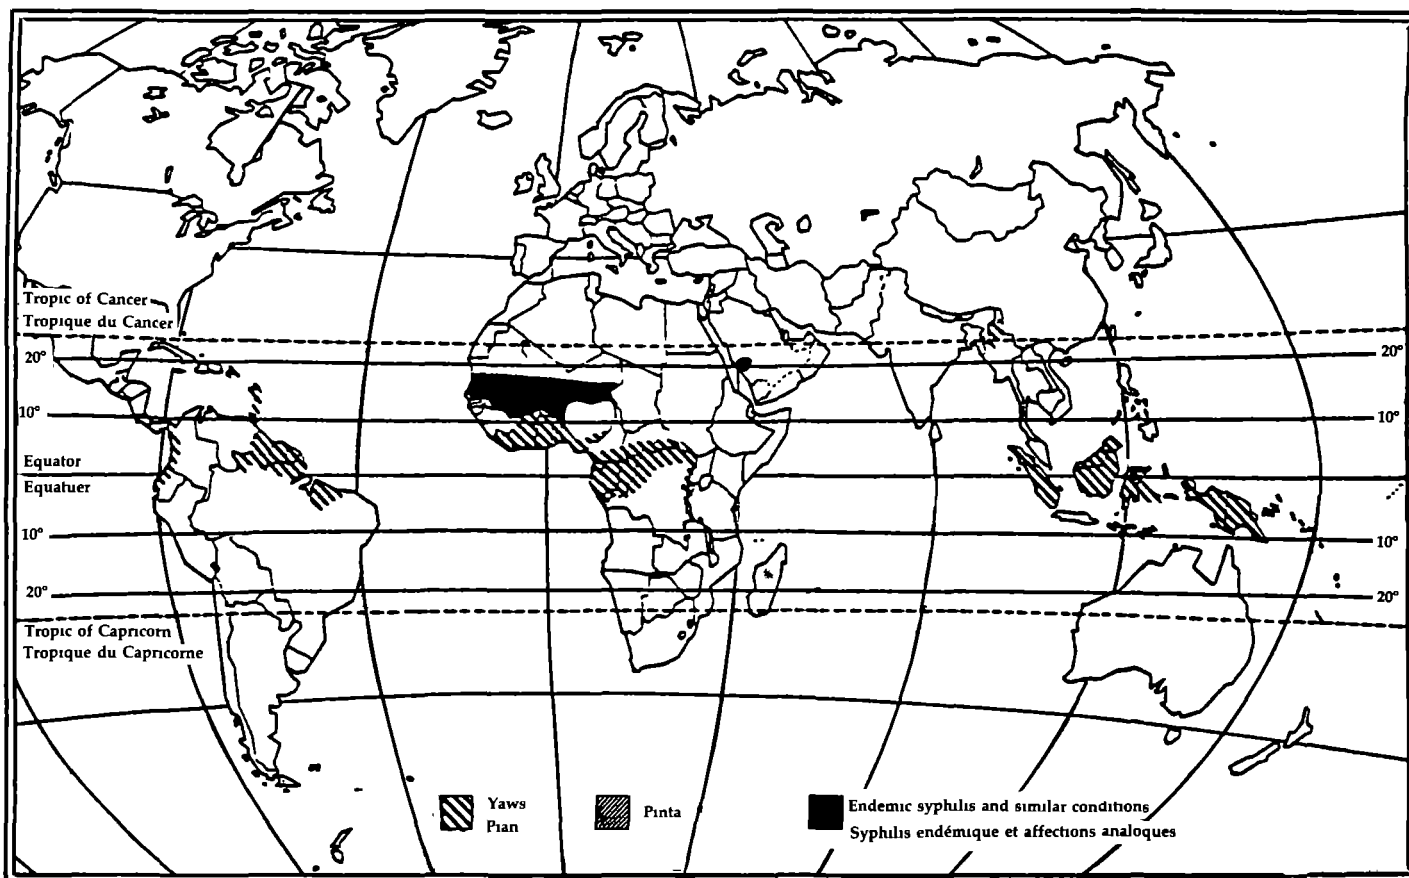 Tropic of Cancer
Tropique du Cancer
20°
20°
10°
10°
Equator
Equatuer
10°
10°
20°
20°
Tropic of Capricorn
Tropique du Capricorne
Yaws
Pian
Pinta
Endemic syphilis and similar conditions
Syphilis endémique et affections analoques